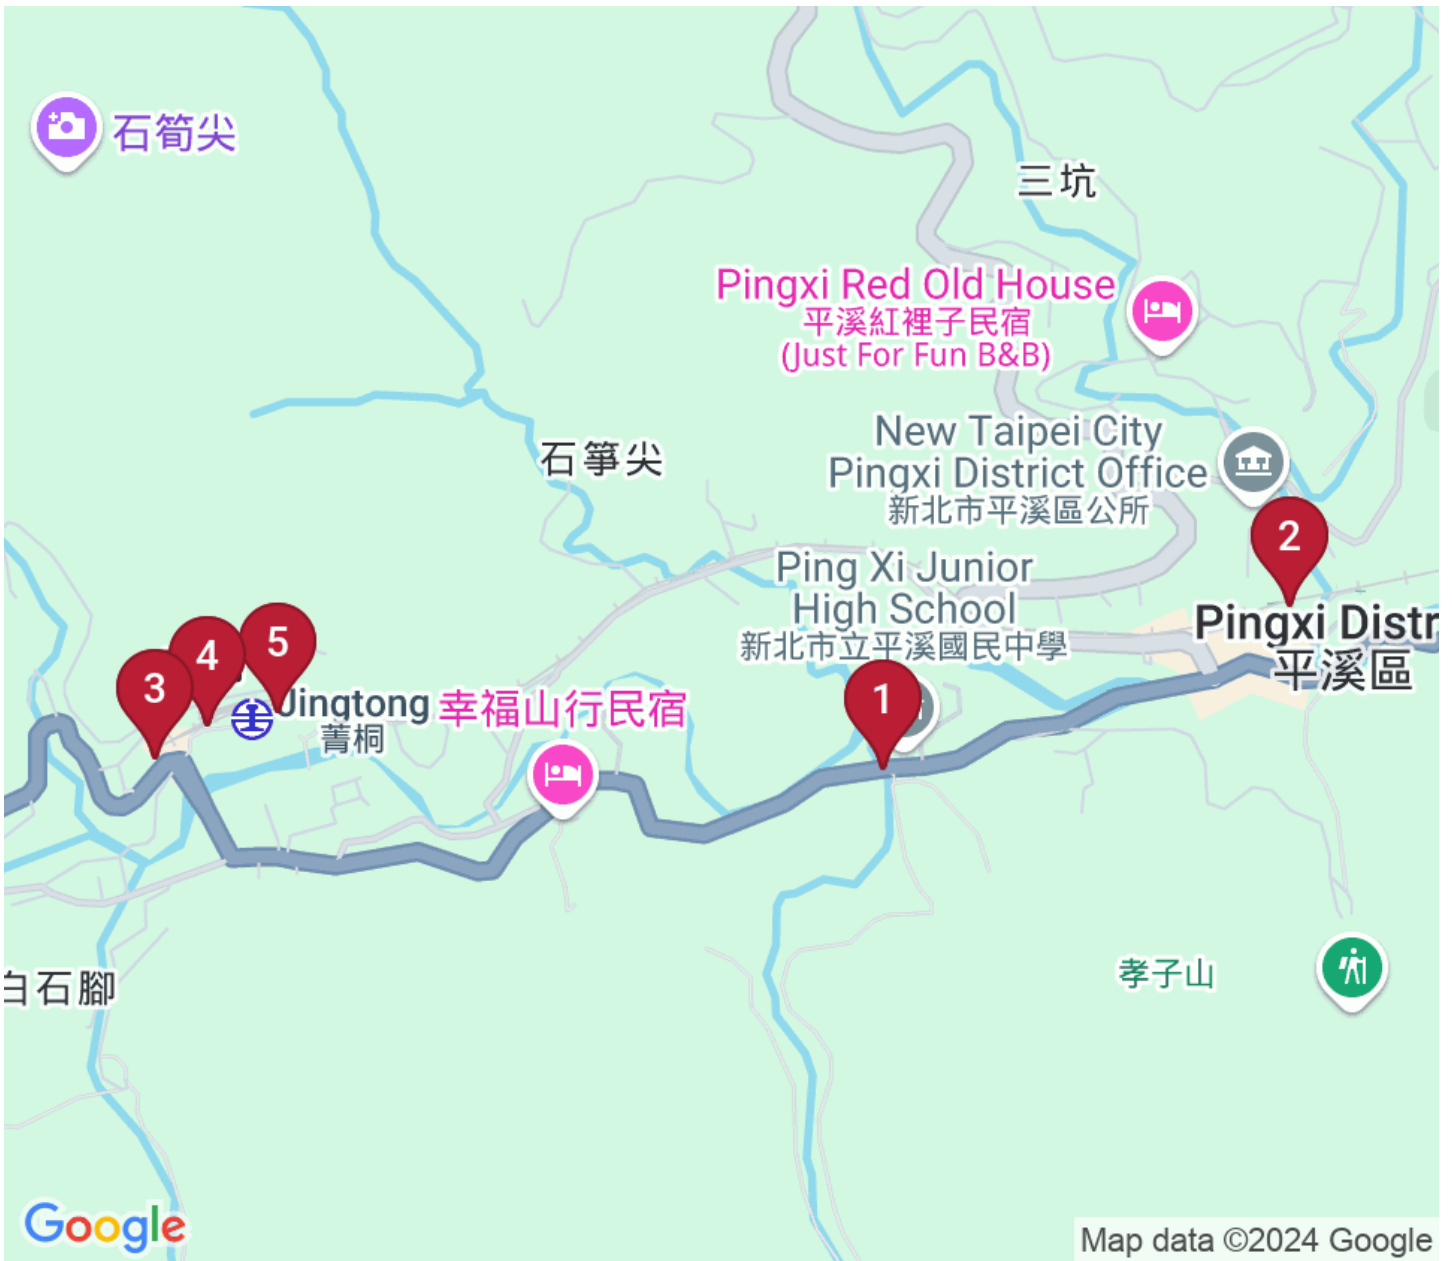 石筍尖
三坑
Pingxi Red Old House
平溪紅裡子民宿
(Just For Fun B&B)
New Taipei City
Pingxi District Office
新北市平溪區公所
石筆尖
Ping Xi Junior
High School
新北市立平溪國民中學
2
Pingxi Distr
平溪區
1
3
4
5
Jingtong
菁桐
幸福山行民宿
白石腳
孝子山
Google
Map data ©2024 Google